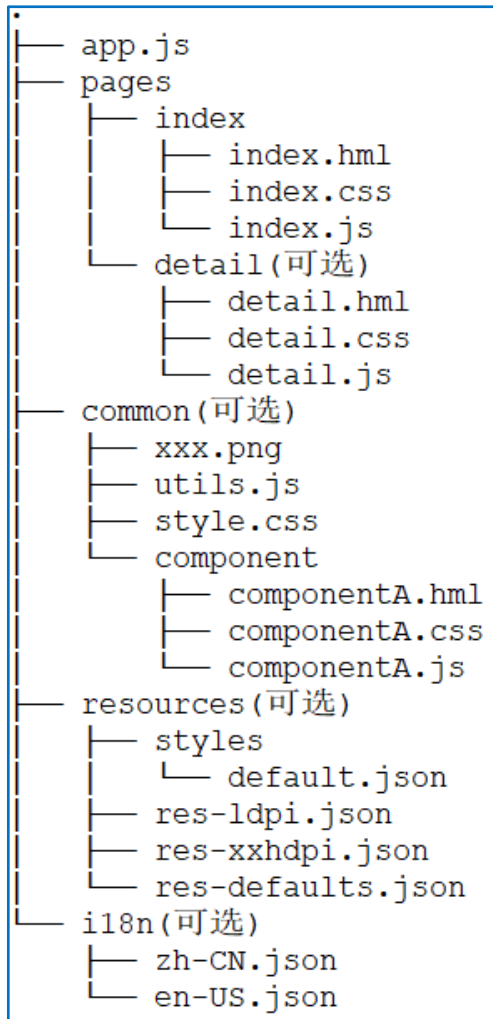 .
├── app.js
├── pages
│   ├── index
│   │   ├── index.hml
│   │   ├── index.css
│   │   └── index.js
│   └── detail(可选)
│       ├── detail.hml
│       ├── detail.css
│       └── detail.js
├── common(可选)
│   ├── xxx.png
│   ├── utils.js
│   ├── style.css
│   └── component
│       ├── componentA.hml
│       ├── componentA.css
│       └── componentA.js
├── resources(可选)
│   ├── styles
│   │   └── default.json
│   ├── res-ldpi.json
│   ├── res-xxhdpi.json
│   └── res-defaults.json
└── i18n(可选)
    ├── zh-CN.json
    └── en-US.json